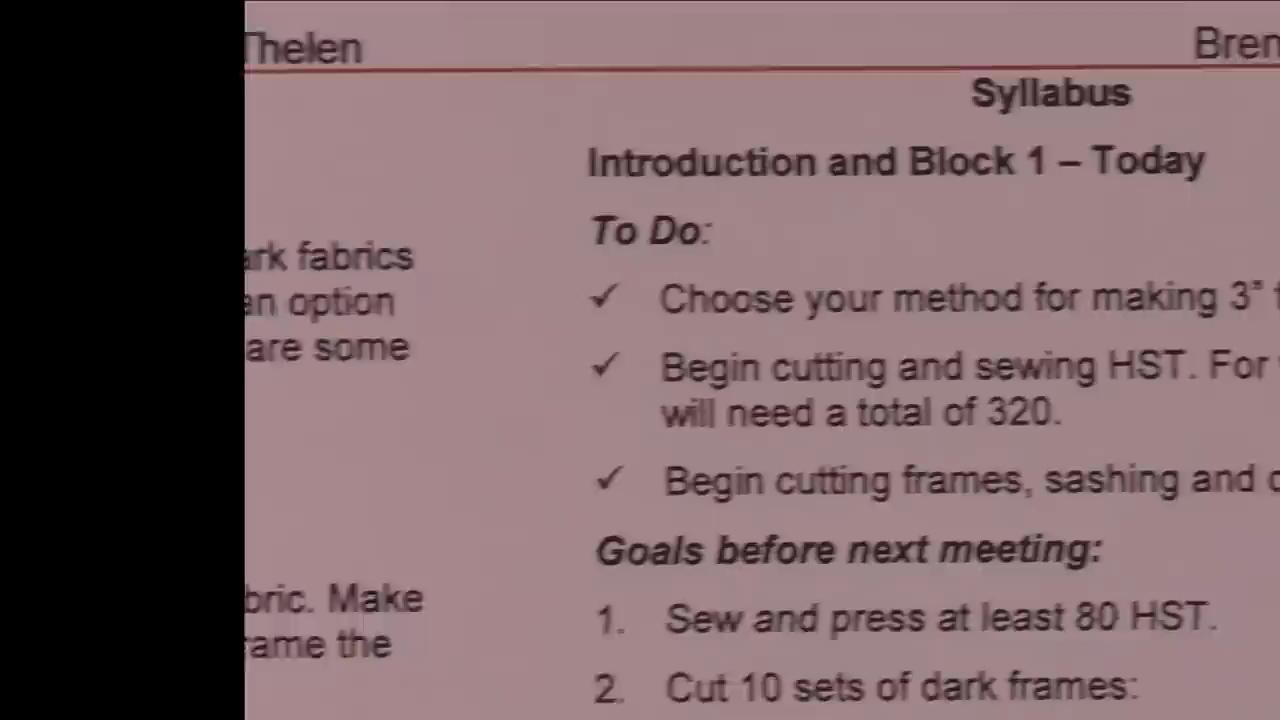 Thelen
ark fabrics
an option
are some
bric. Make
rame the
Bren
Syllabus
Introduction and Block 1 – Today
To Do:
✓ Choose your method for making 3"
✓ Begin cutting and sewing HST. For
will need a total of 320.
✓ Begin cutting frames, sashing and
Goals before next meeting:
1. Sew and press at least 80 HST.
2. Cut 10 sets of dark frames: